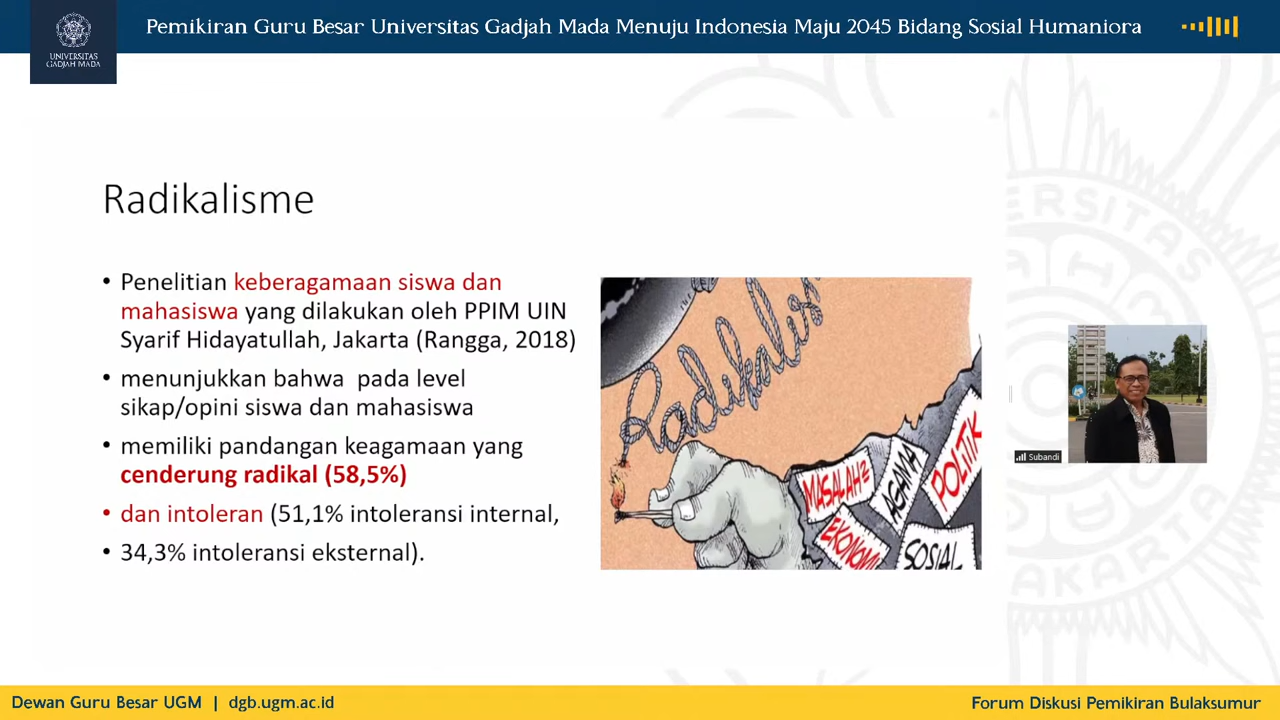 Pemikiran Guru Besar Universitas Gadjah Mada Menuju Indonesia Maju 2045 Bidang Sosial Humaniora
UNIVERSITAS
GADJAH MADA
Radikalisme
• Penelitian keberagamaan siswa dan
mahasiswa yang dilakukan oleh PPIM UIN
Syarif Hidayatullah, Jakarta (Rangga, 2018)
• menunjukkan bahwa pada level
sikap/opini siswa dan mahasiswa
• memiliki pandangan keagamaan yang
cenderung radikal (58,5%)
• dan intoleran (51,1% intoleransi internal,
• 34,3% intoleransi eksternal).
Radikalis
MASALAH2
AGAMA
POLITIK
EKONOMI
SOSIAL
Subandi
Dewan Guru Besar UGM | dgb.ugm.ac.id
Forum Diskusi Pemikiran Bulaksumur